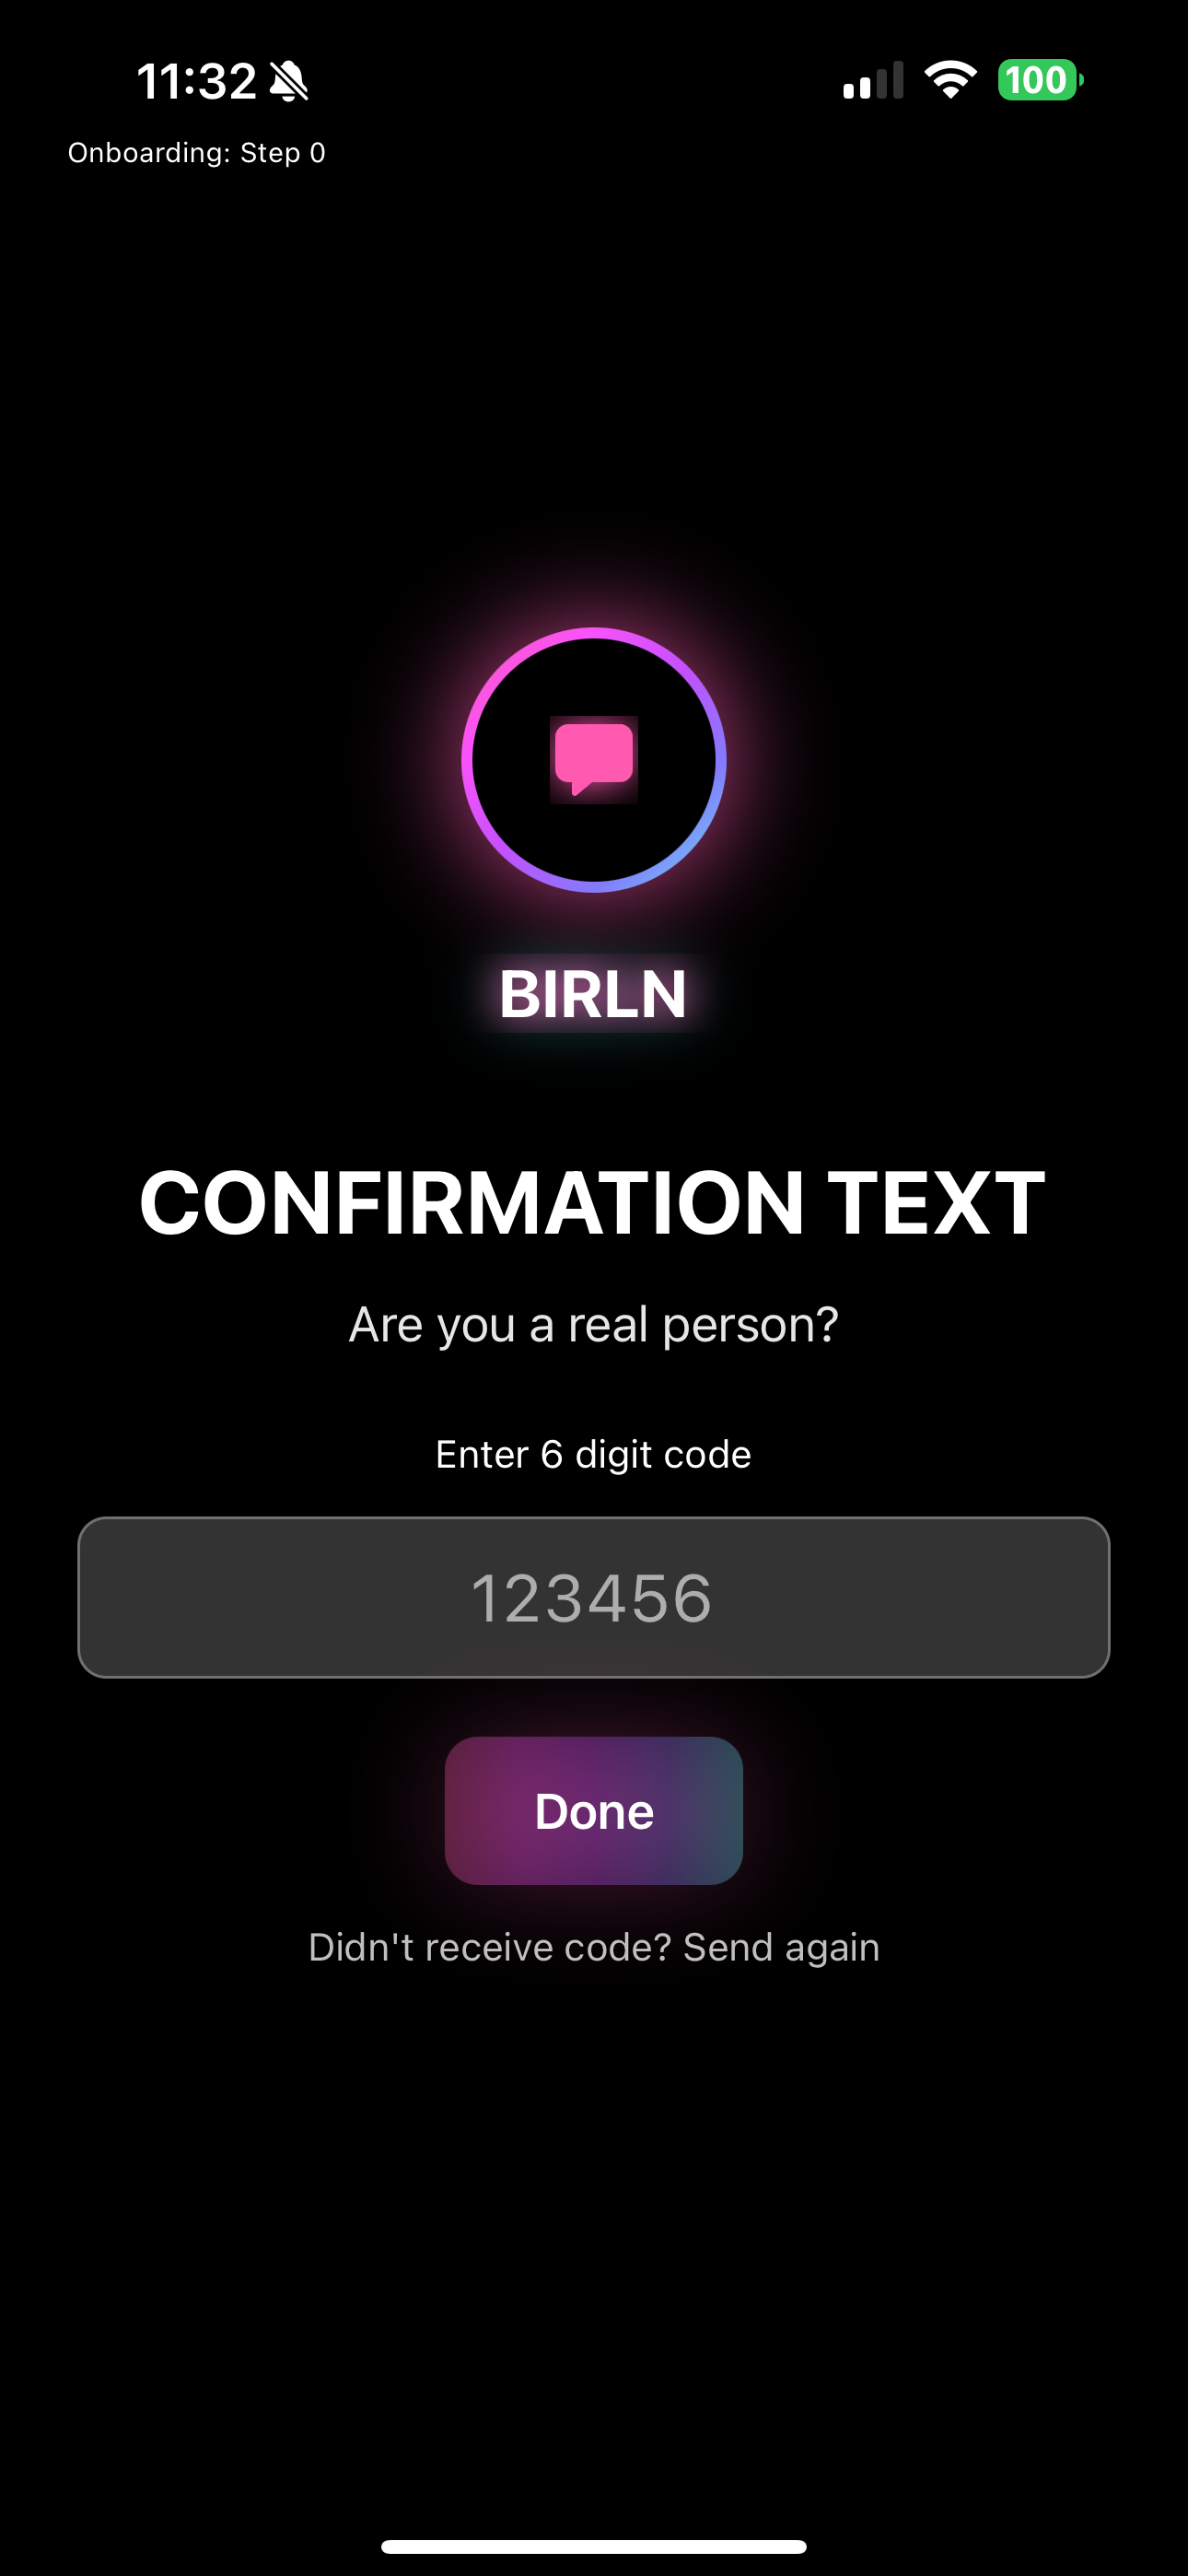 11:32
100
Onboarding: Step 0
BIRLN
CONFIRMATION TEXT
Are you a real person?
Enter 6 digit code
123456
Done
Didn't receive code? Send again